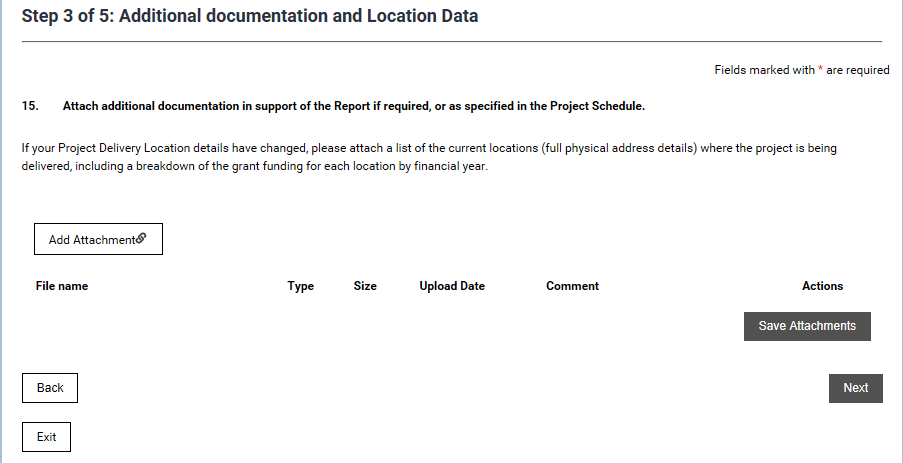 Step 3 of 5: Additional documentation and Location Data
Fields marked with * are required
15. Attach additional documentation in support of the Report if required, or as specified in the Project Schedule.
If your Project Delivery Location details have changed, please attach a list of the current locations (full physical address details) where the project is being
delivered, including a breakdown of the grant funding for each location by financial year.
Add Attachment
File name Type Size Upload Date Comment Actions
Save Attachments
Back Next
Exit